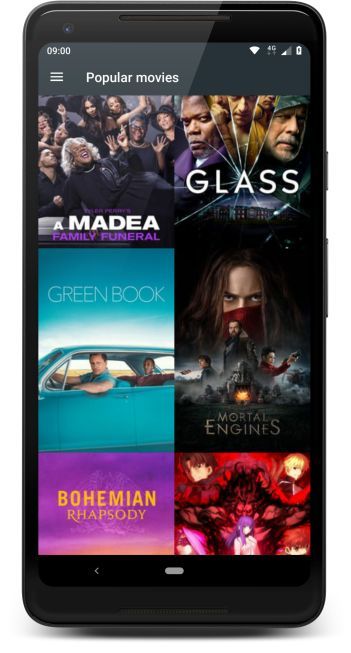 09:00
4G
Popular movies
TYLER PERRY'S
A MADEA
FAMILY FUNERAL
GLASS
GREEN BOOK
MORTAL
ENGINES
BOHEMIAN
RHAPSODY